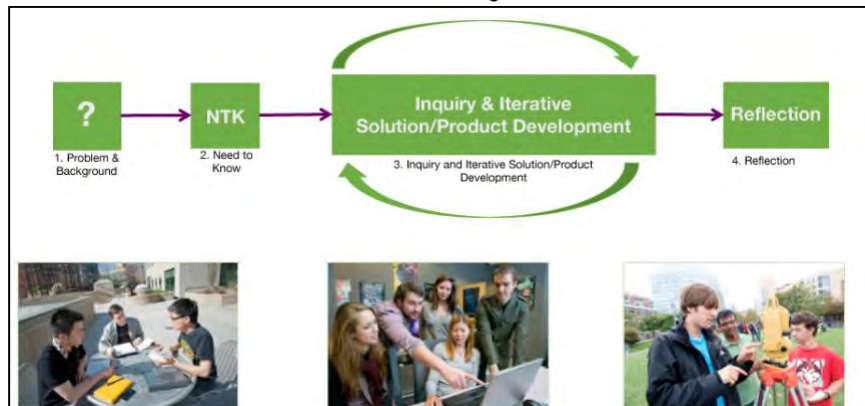 ?
NTK
Inquiry & Iterative
Solution/Product Development
Reflection
1. Problem &
Background
2. Need to
Know
3. Inquiry and Iterative Solution/Product
Development
4. Reflection